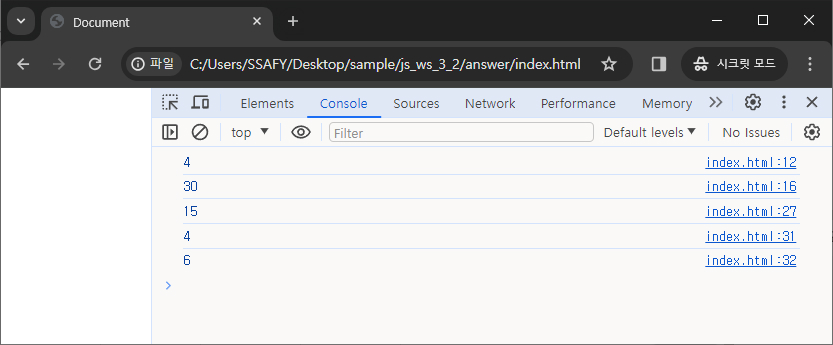 Document
파일 C:/Users/SSAFY/Desktop/sample/js_ws_3_2/answer/index.html 시크릿 모드
Elements Console Sources Network Performance Memory
top Filter Default levels No Issues
4 index.html:12
30 index.html:16
15 index.html:27
4 index.html:31
6 index.html:32